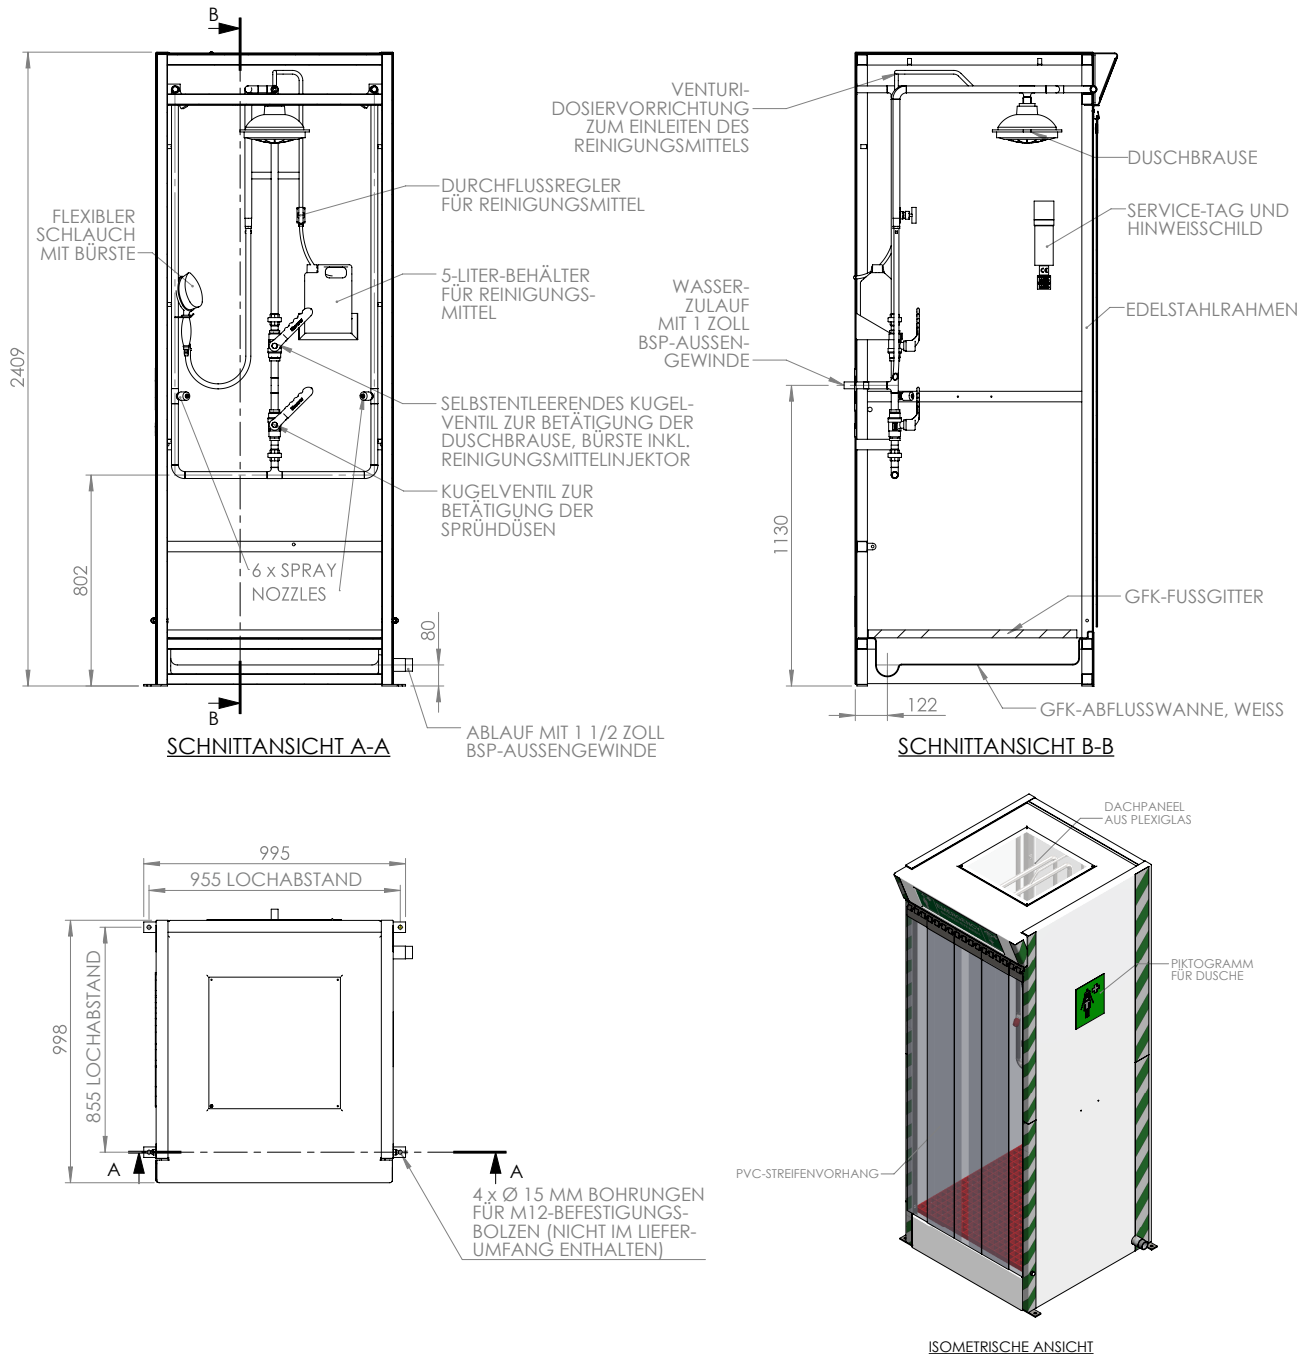 B
2409
FLEXIBLER
SCHLAUCH
MIT BÜRSTE
DURCHFLUSSREGLER
FÜR REINIGUNGSMITTEL
5-LITER-BEHÄLTER
FÜR REINIGUNGS-
MITTEL
SELBSTENTLEERENDES KUGEL-
VENTIL ZUR BETÄTIGUNG DER
DUSCHBRAUSE, BÜRSTE INKL.
REINIGUNGSMITTELINJEKTOR
KUGELVENTIL ZUR
BETÄTIGUNG DER
SPRÜHDÜSEN
802
6 x SPRAY
NOZZLES
80
B
ABLAUF MIT 1 1/2 ZOLL
BSP-AUSSENGEWINDE
SCHNITTANSICHT A-A
VENTURI-
DOSIERVORRICHTUNG
ZUM EINLEITEN DES
REINIGUNGSMITTELS
DUSCHBRAUSE
SERVICE-TAG UND
HINWEISSCHILD
WASSER-
ZULAUF
MIT 1 ZOLL
BSP-AUSSEN-
GEWINDE
EDELSTAHLRAHMEN
1130
GFK-FUSSGITTER
122
GFK-ABFLUSSWANNE, WEISS
SCHNITTANSICHT B-B
995
955 LOCHABSTAND
998
855 LOCHABSTAND
A
A
4 x Ø 15 MM BOHRUNGEN
FÜR M12-BEFESTIGUNGS-
BOLZEN (NICHT IM LIEFER-
UMFANG ENTHALTEN)
DACHPANEEL
AUS PLEXIGLAS
PIKTOGRAMM
FÜR DUSCHE
PVC-STREIFENVORHANG
ISOMETRISCHE ANSICHT